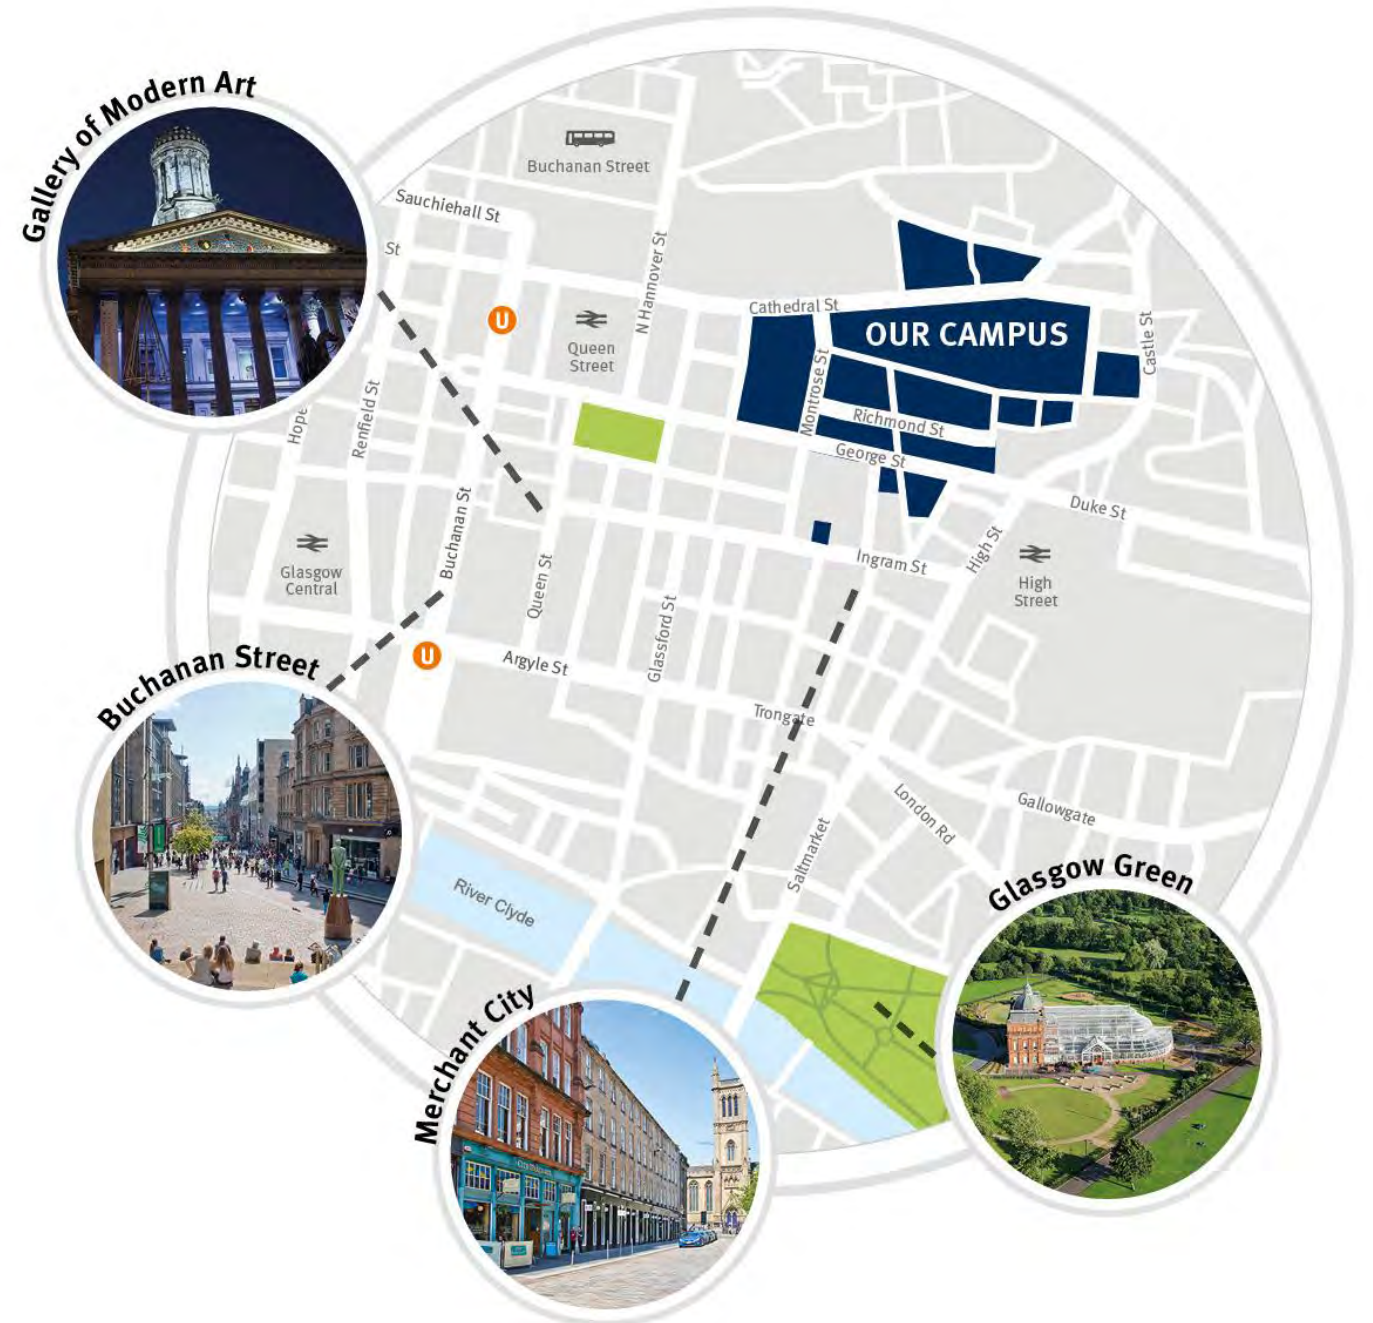 Gallery of Modern Art
Buchanan Street
Sauchiehall St
St
N Hannover St
U
Queen
Street
Cathedral St
OUR CAMPUS
Castle St
Montrose St
Richmond St
George St
Hope
Renfield St
Buchanan St
Duke St
Glasgow
Central
Queen St
Ingram St
High St
High
Street
Glassford St
Buchanan Street
U
Argyle St
Trongate
London Rd
Gallowgate
Saltmarket
River Clyde
Glasgow Green
Merchant City